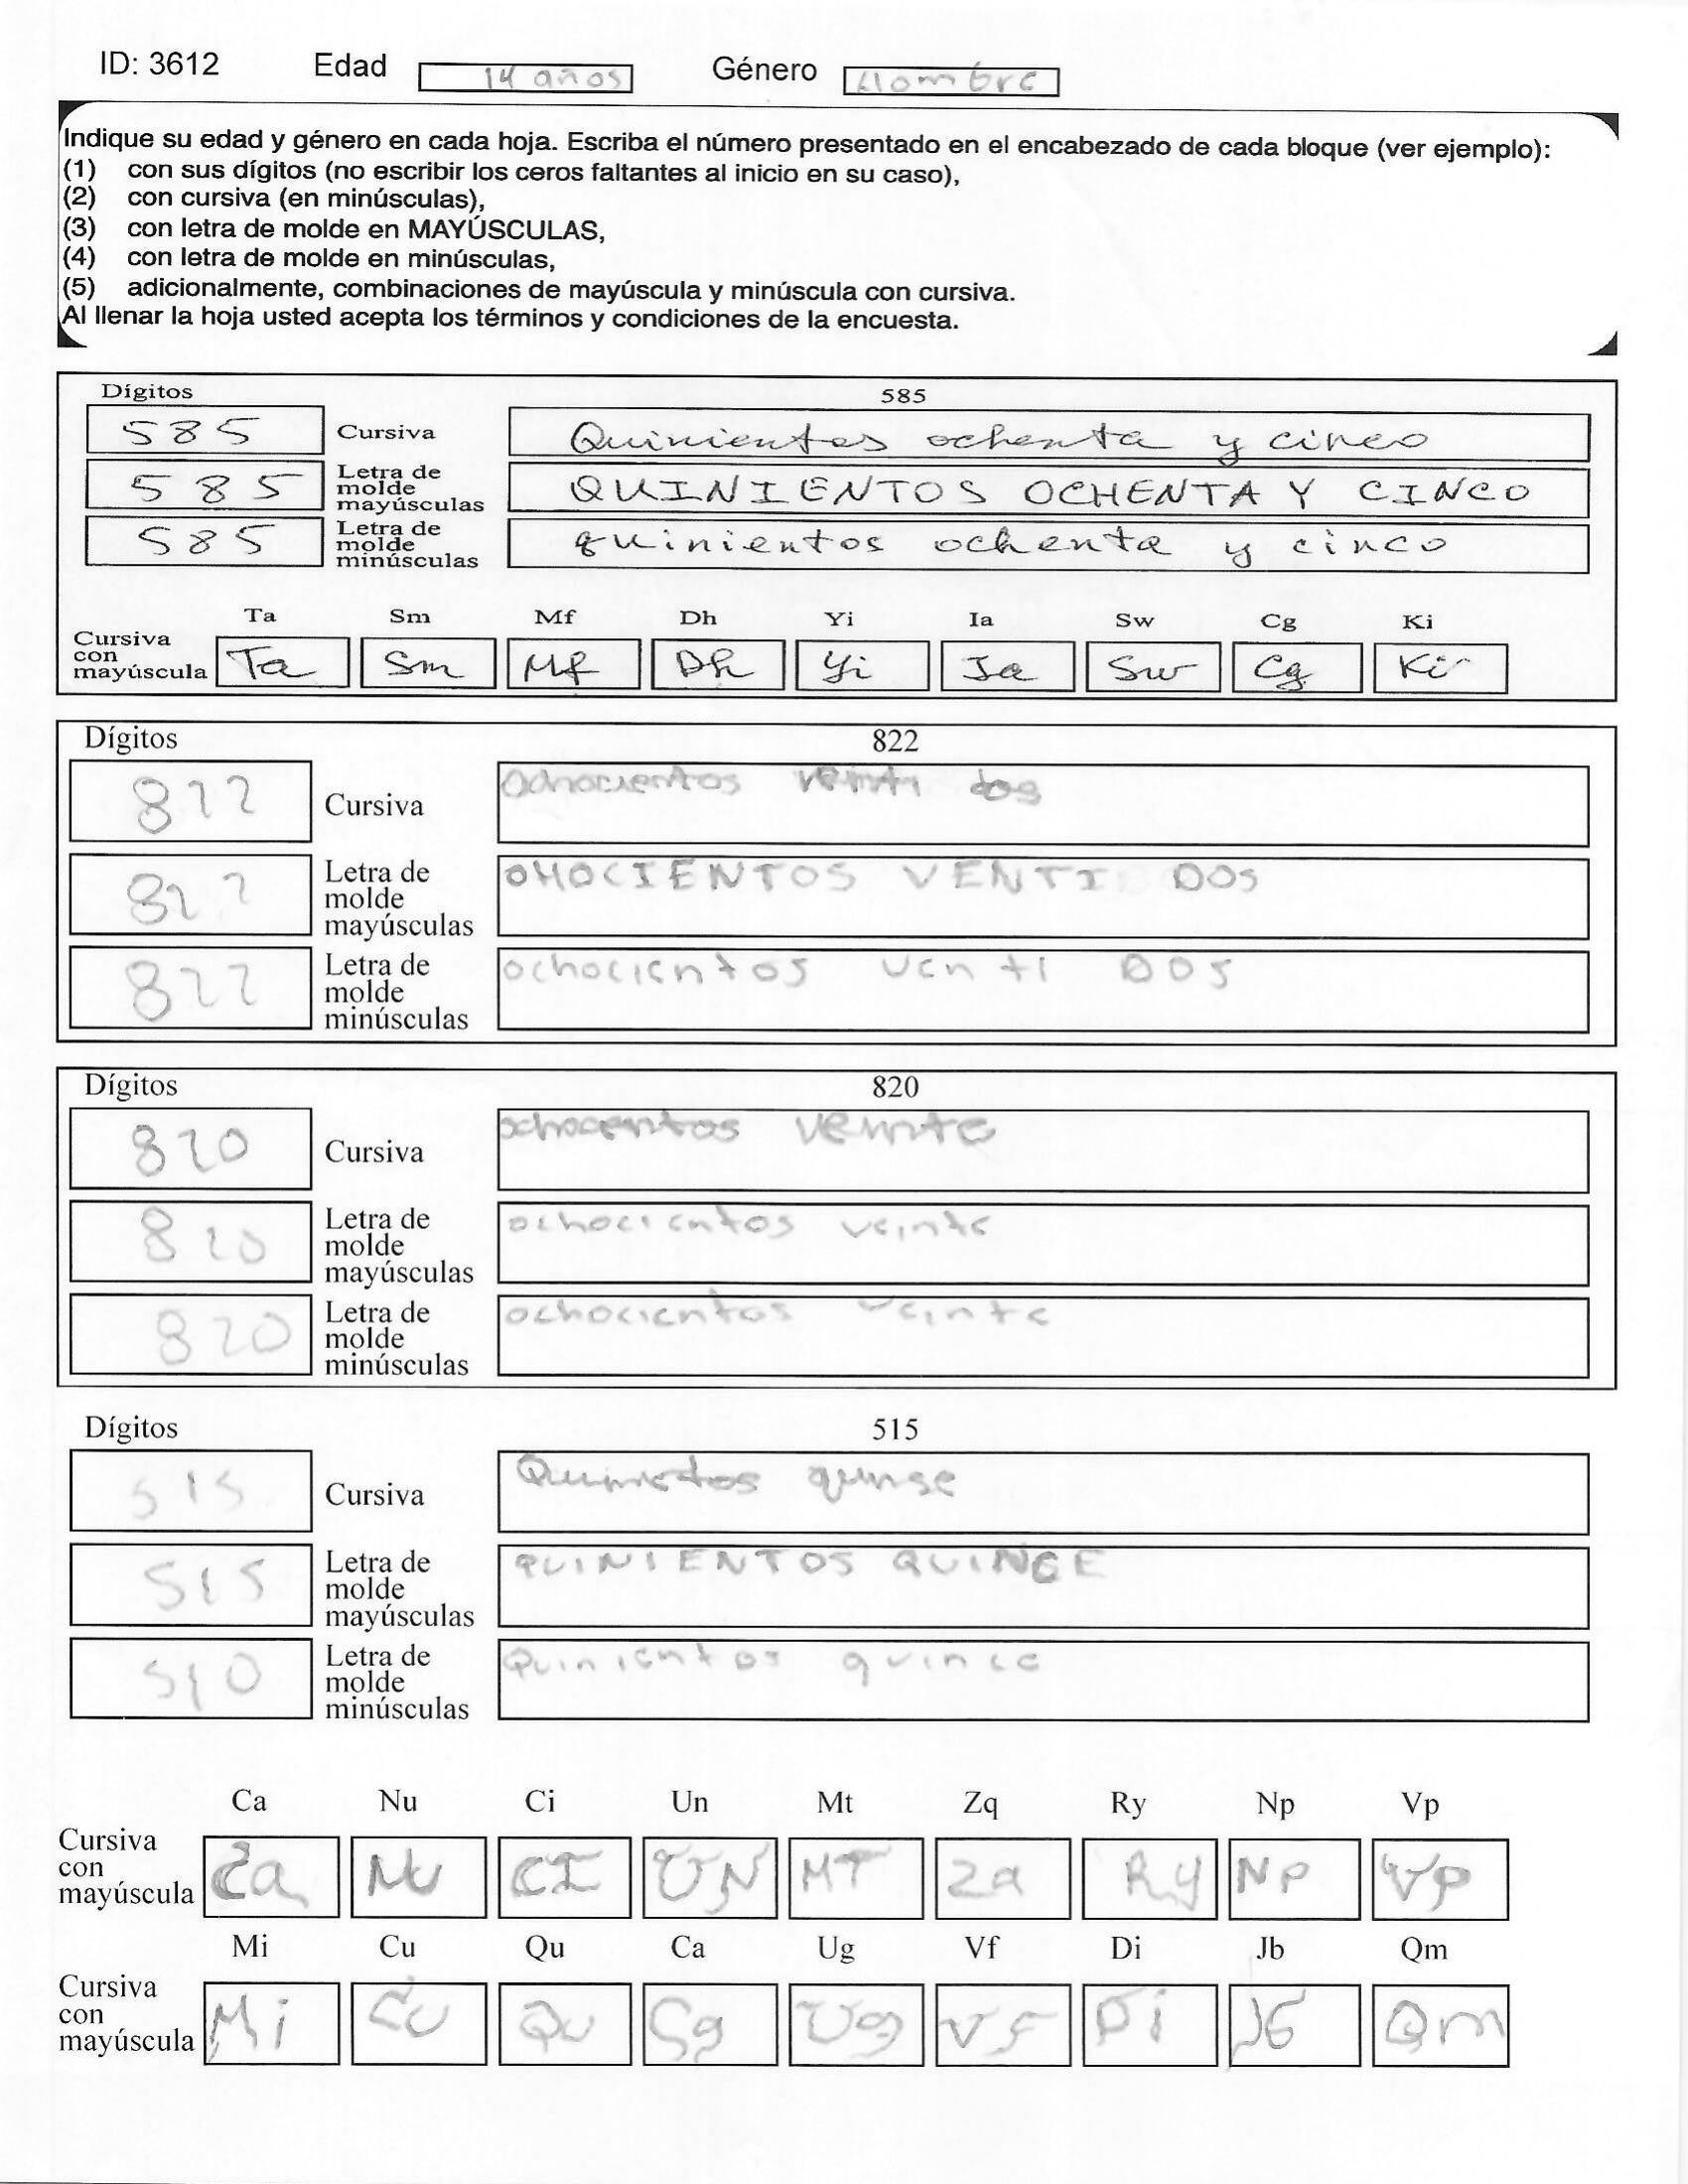 ID: 3612 Edad 14 años Género Hombre
Indique su edad y género en cada hoja. Escriba el número presentado en el encabezado de cada bloque (ver ejemplo):
(1) con sus dígitos (no escribir los ceros faltantes al inicio en su caso),
(2) con cursiva (en minúsculas),
(3) con letra de molde en MAYÚSCULAS,
(4) con letra de molde en minúsculas,
(5) adicionalmente, combinaciones de mayúscula y minúscula con cursiva.
Al llenar la hoja usted acepta los términos y condiciones de la encuesta.
Dígitos 585
585 Cursiva Quinientos ochenta y cinco
585 Letra de molde mayúsculas QUINIENTOS OCHENTA Y CINCO
585 Letra de molde minúsculas quinientos ochenta y cinco
Ta Sm Mf Dh Yi Ia Sw Cg Ki
Cursiva con mayúscula Ta Sm Mf Dh Yi Ia Sw Cg Ki
Dígitos 822
822 Cursiva Ochocientos veinti dos
822 Letra de molde mayúsculas OHOCIENTOS VENTI DOS
822 Letra de molde minúsculas ochocientos venti DOS
Dígitos 820
820 Cursiva ochocentos veinte
820 Letra de molde mayúsculas ochocientos veinte
820 Letra de molde minúsculas ochocientos veinte
Dígitos 515
515 Cursiva Quinietos quinse
515 Letra de molde mayúsculas QUINIENTOS QUINCE
510 Letra de molde minúsculas Quinientos quince
Ca Nu Ci Un Mt Zq Ry Np Vp
Cursiva con mayúscula Ca Nu CI UN MT Za Ry Np Vp
Mi Cu Qu Ca Ug Vf Di Jb Qm
Cursiva con mayúscula Mi Cu Qu Cg Ug VF Di Jb Qm